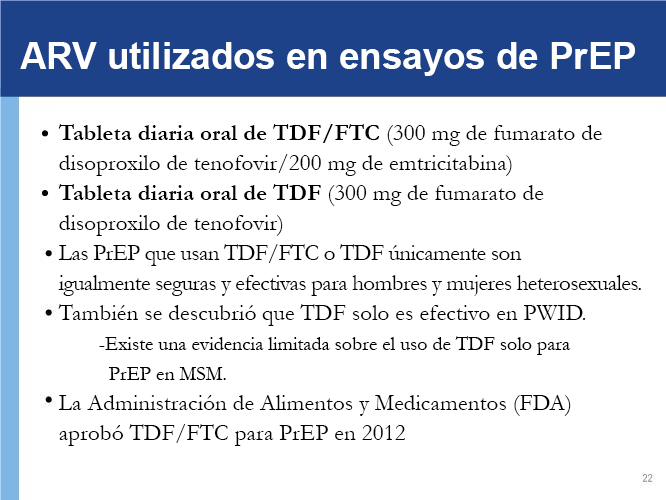 ARV utilizados en ensayos de PrEP
• Tableta diaria oral de TDF/FTC (300 mg de fumarato de
disoproxilo de tenofovir/200 mg de emtricitabina)
• Tableta diaria oral de TDF (300 mg de fumarato de
disoproxilo de tenofovir)
• Las PrEP que usan TDF/FTC o TDF únicamente son
igualmente seguras y efectivas para hombres y mujeres heterosexuales.
• También se descubrió que TDF solo es efectivo en PWID.
-Existe una evidencia limitada sobre el uso de TDF solo para
PrEP en MSM.
• La Administración de Alimentos y Medicamentos (FDA)
aprobó TDF/FTC para PrEP en 2012
22